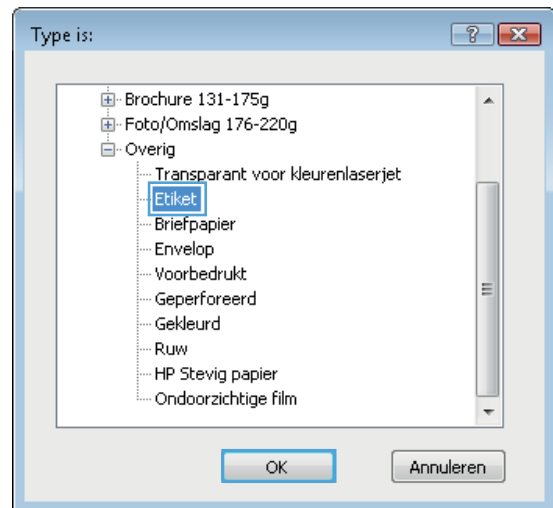 Type is:
Brochure 131-175g
Foto/Omslag 176-220g
Overig
Transparant voor kleurenlaserjet
Etiket
Briefpapier
Envelop
Voorbedrukt
Geperforeerd
Gekleurd
Ruw
HP Stevig papier
Ondoorzichtige film
OK Annuleren